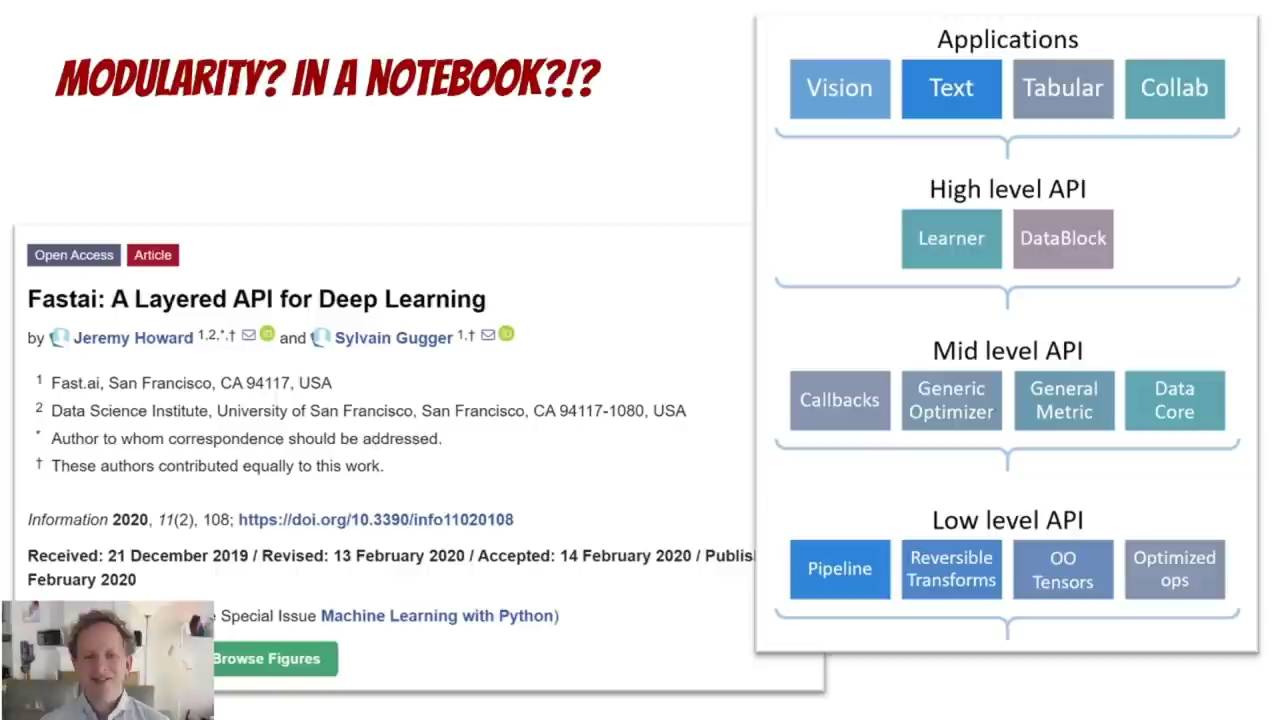 MODULARITY? IN A NOTEBOOK?!?
Open Access Article
Fastai: A Layered API for Deep Learning
by Jeremy Howard 1,2,*,† and Sylvain Gugger 1,†
1 Fast.ai, San Francisco, CA 94117, USA
2 Data Science Institute, University of San Francisco, San Francisco, CA 94117-1080, USA
* Author to whom correspondence should be addressed.
† These authors contributed equally to this work.
Information 2020, 11(2), 108; https://doi.org/10.3390/info11020108
Received: 21 December 2019 / Revised: 13 February 2020 / Accepted: 14 February 2020 /
February 2020
Special Issue Machine Learning with Python)
Browse Figures
Applications
Vision Text Tabular Collab
High level API
Learner DataBlock
Mid level API
Callbacks
Generic
Optimizer
General
Metric
Data
Core
Low level API
Pipeline
Reversible
Transforms
OO
Tensors
Optimized
ops